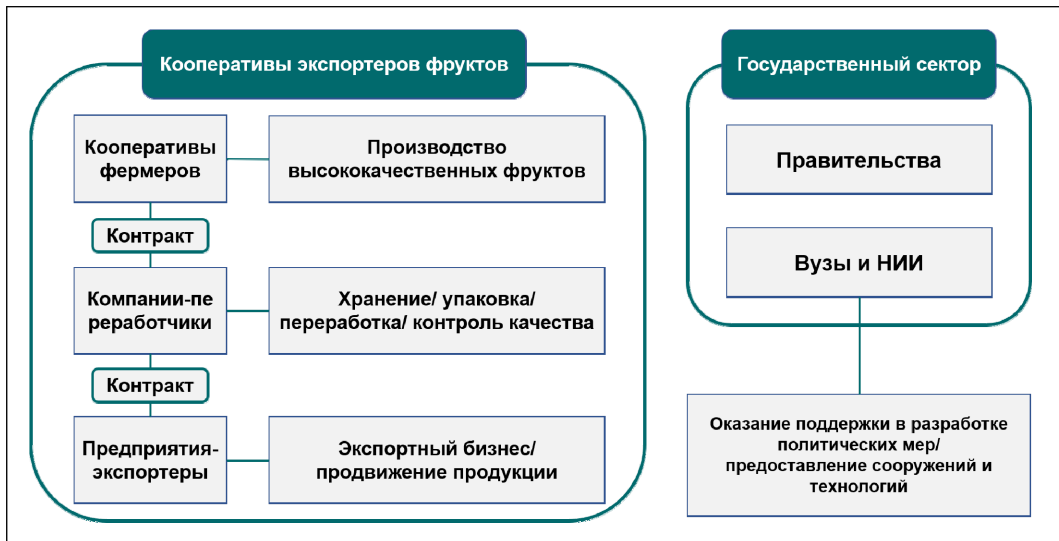 Кооперативы экспортеров фруктов
Кооперативы
фермеров
Производство
высококачественных фруктов
Контракт
Компании-пе
реработчики
Хранение/ упаковка/
переработка/ контроль качества
Контракт
Предприятия-
экспортеры
Экспортный бизнес/
продвижение продукции
Государственный сектор
Правительства
Вузы и НИИ
Оказание поддержки в разработке
политических мер/
предоставление сооружений и
технологий